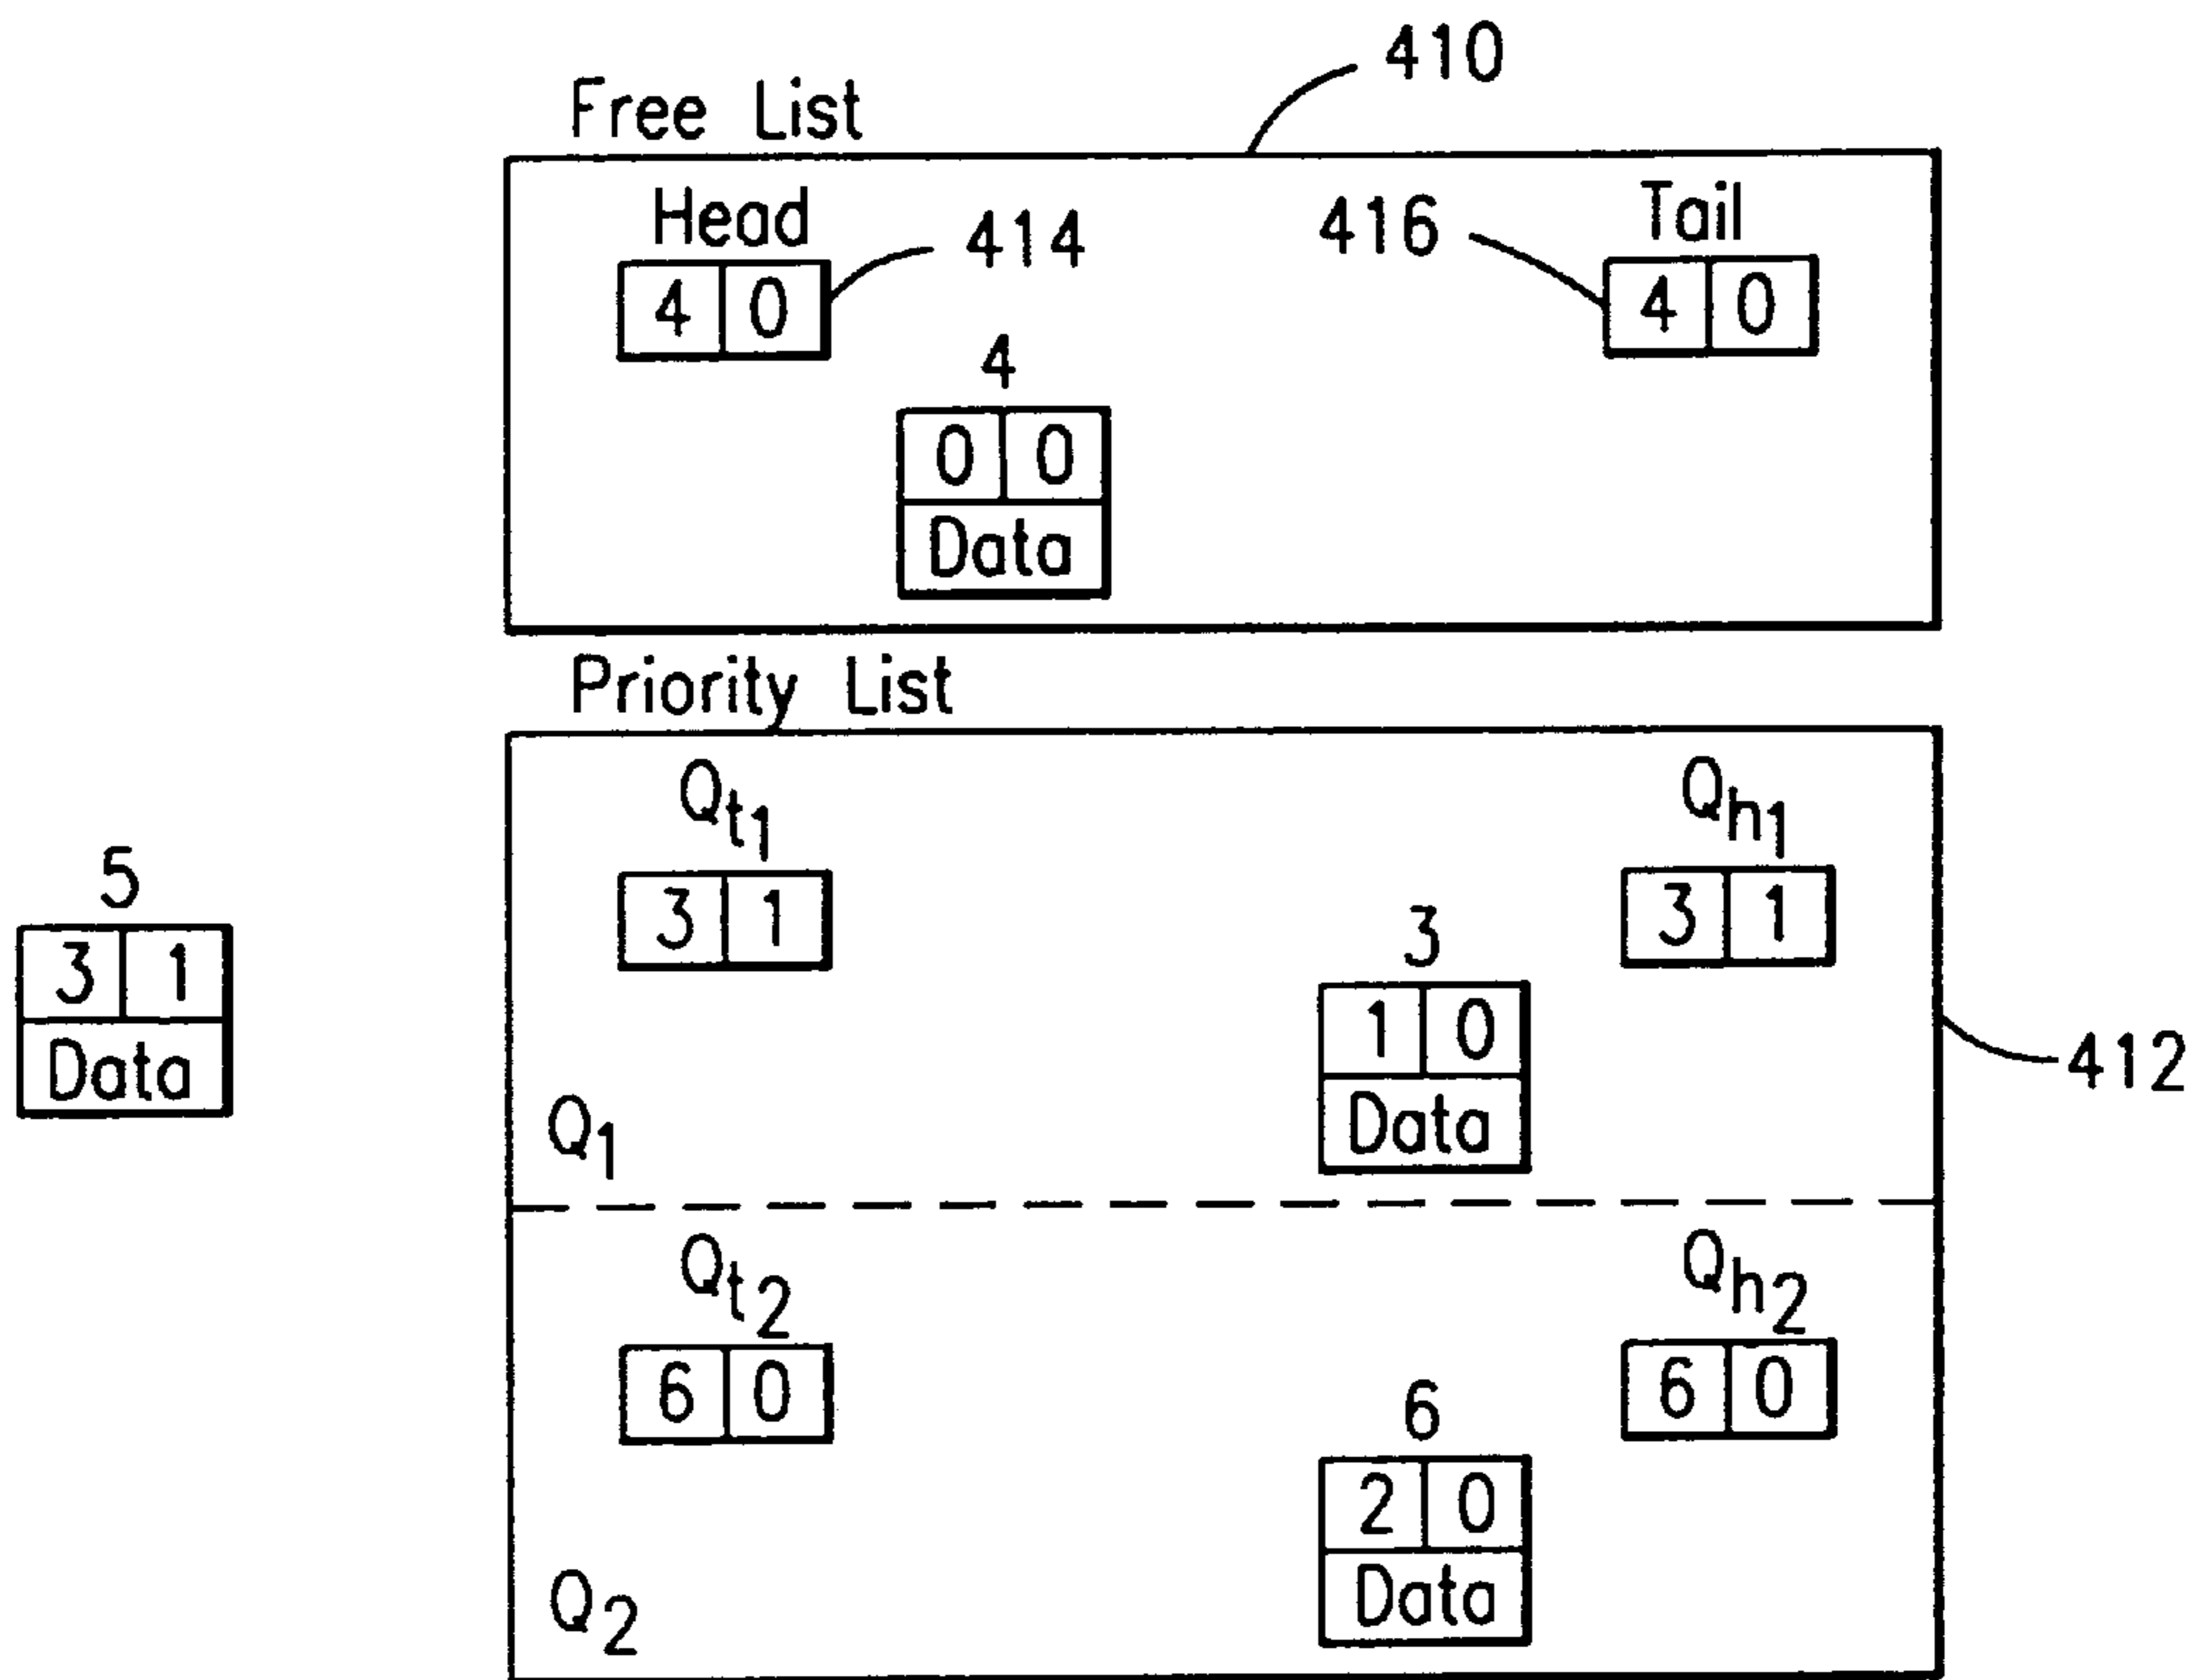 410
Free List
Head
414
416
Tail
4 0
4 0
4
0 0
Data
Priority List
Qt1
Qh1
5
3 1
3 1
3
3 1
1 0
412
Data
Data
Q1
Qt2
Qh2
6 0
6 0
6
2 0
Data
Q2